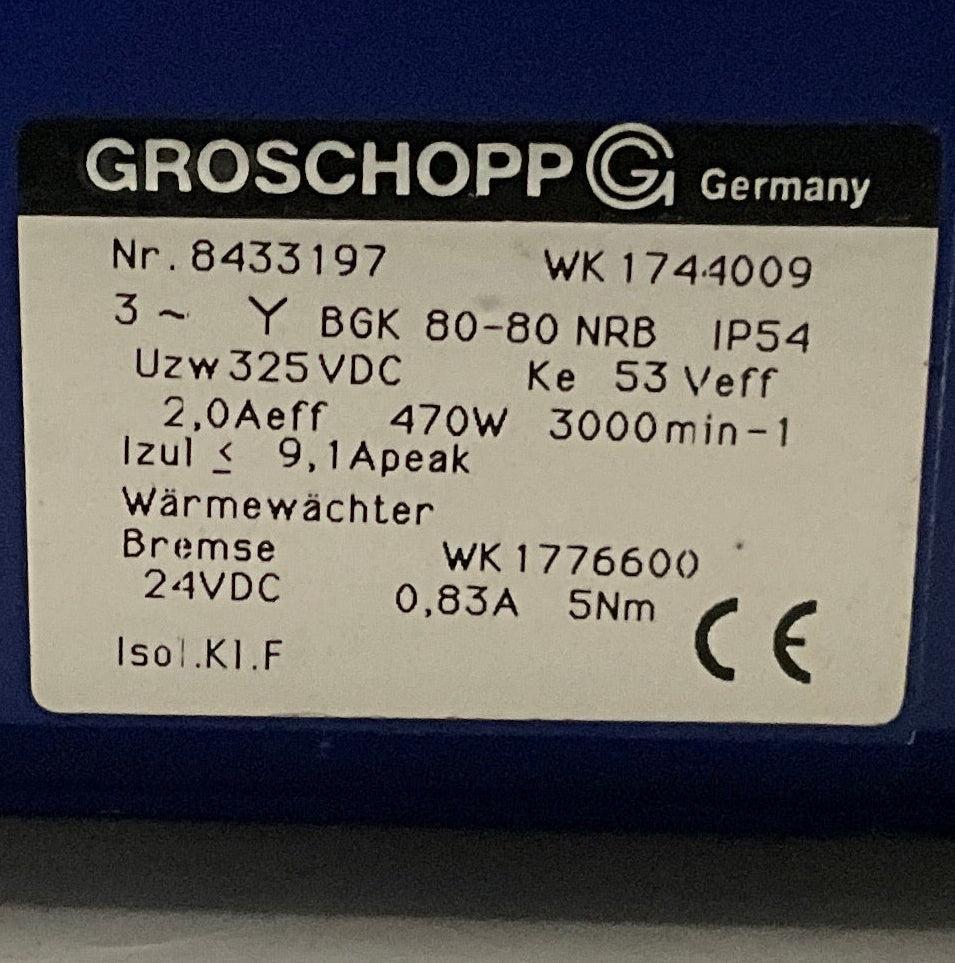 GROSCHOPP G Germany
Nr. 8433197 WK 1744009
3 ~ Y BGK 80-80 NRB IP54
Uzw 325 VDC Ke 53 Veff
2,0Aeff 470W 3000min-1
Izul ≤ 9,1Apeak
Wärmewächter
Bremse WK 1776600
24VDC 0,83A 5Nm
Isol.Kl.F CE